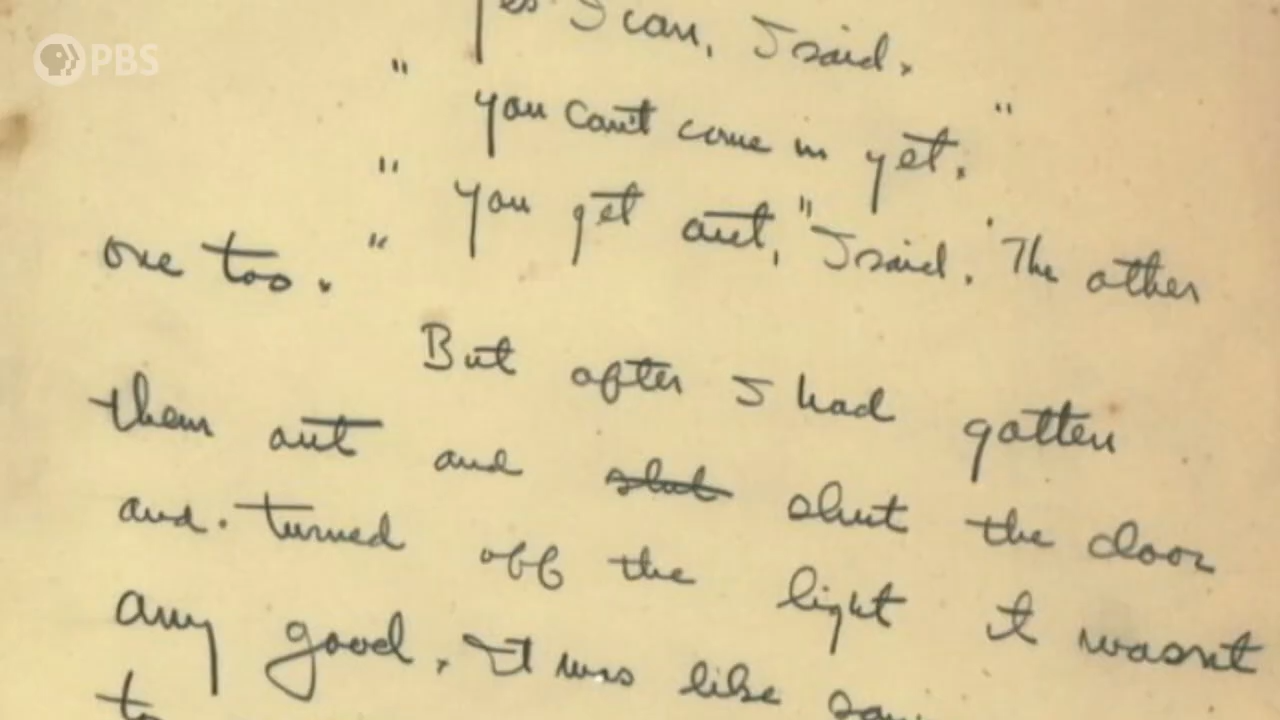 PBS
yes I can, I said.
" you can't come in yet. "
" you get out," I said. "The other
one too. "
But after I had gotten
them out and shut shut the door
and. turned off the light it wasn't
any good. It was like
to